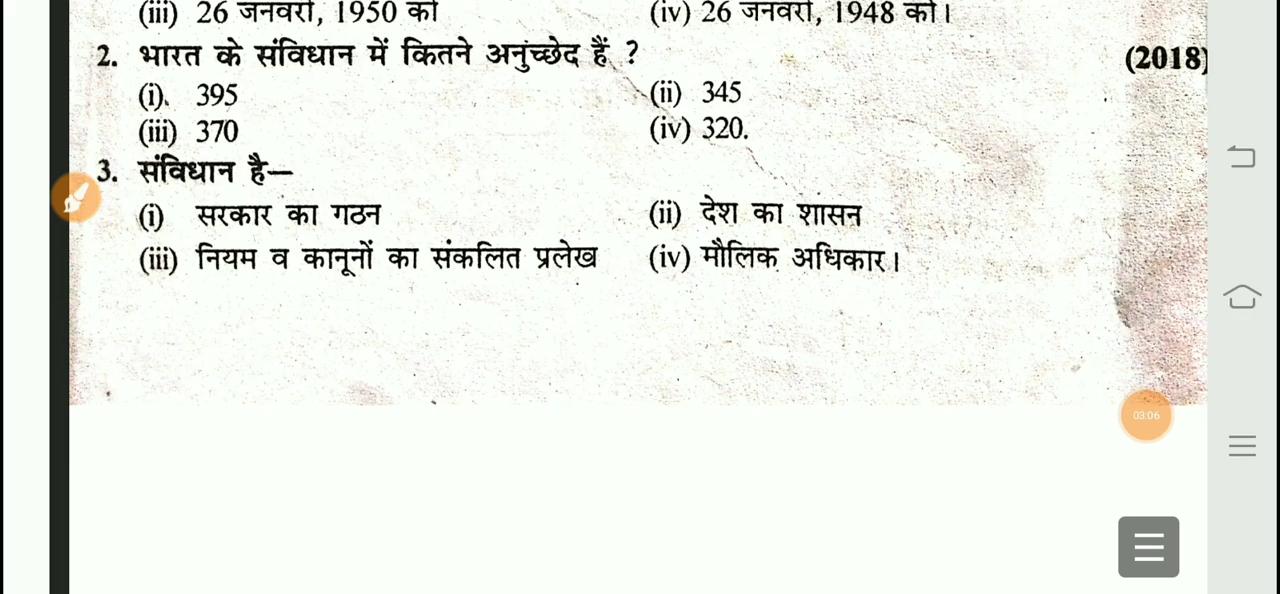 (iii) 26 जनवरी, 1950 को (iv) 26 जनवरी, 1948 को।
2. भारत के संविधान में कितने अनुच्छेद हैं ? (2018)
(i). 395 (ii) 345
(iii) 370 (iv) 320.
3. संविधान है—
(i) सरकार का गठन (ii) देश का शासन
(iii) नियम व कानूनों का संकलित प्रलेख (iv) मौलिक अधिकार।
03:06